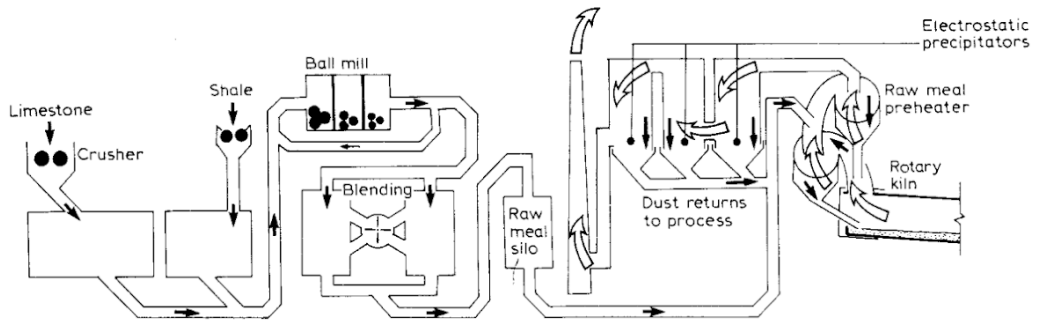 Limestone
Crusher
Shale
Ball mill
Blending
Raw
meal
silo
Dust returns
to process
Electrostatic
precipitators
Raw meal
preheater
Rotary
kiln